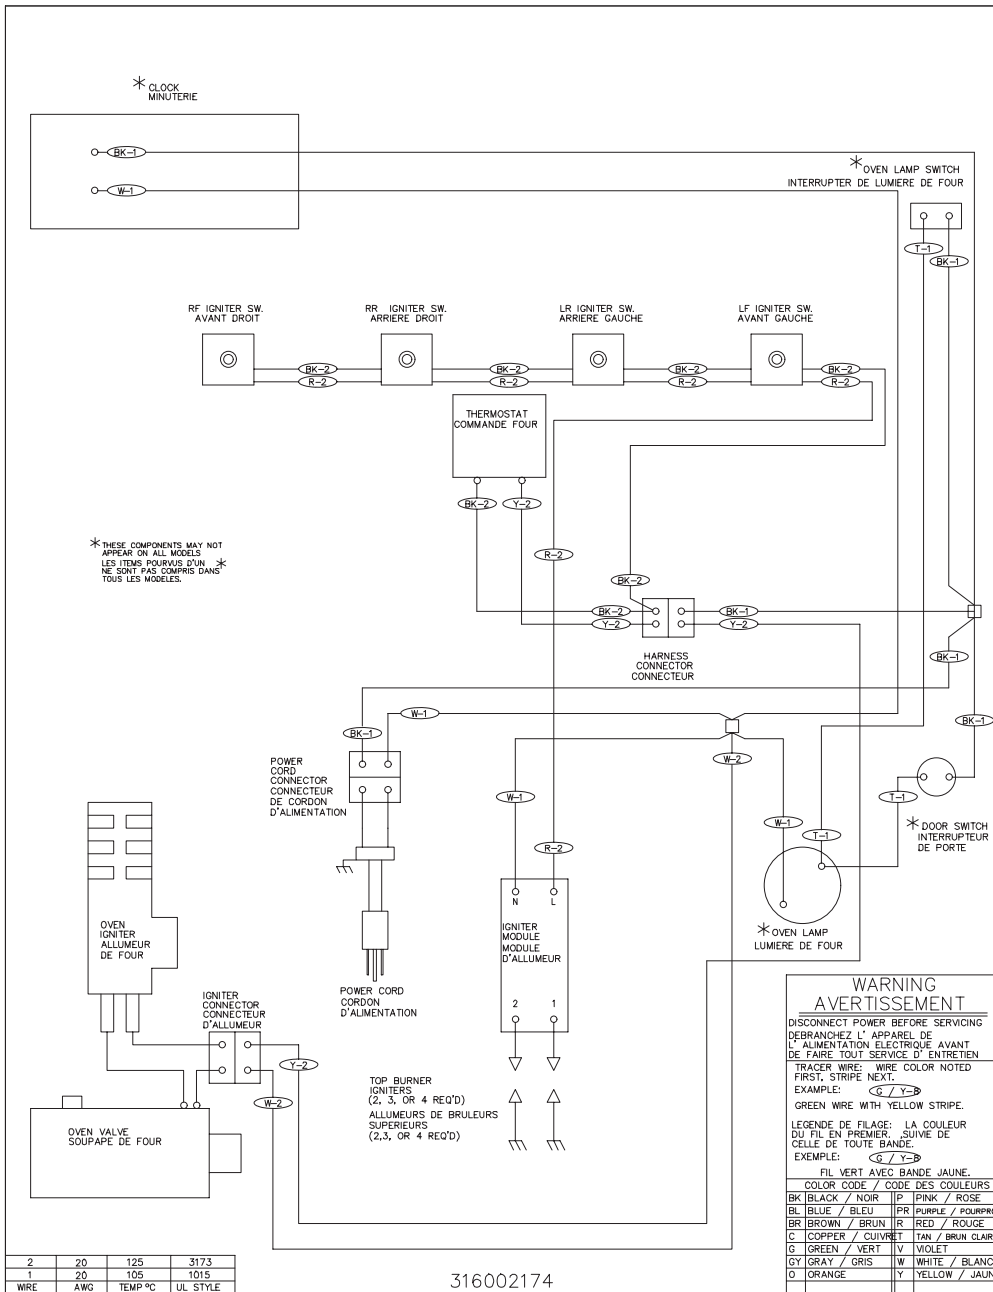 * CLOCK
MINUTERIE
BK-1
W-1
* OVEN LAMP SWITCH
INTERRUPTER DE LUMIERE DE FOUR
T-1
BK-1
RF IGNITER SW.
AVANT DROIT
RR IGNITER SW.
ARRIERE DROIT
LR IGNITER SW.
ARRIERE GAUCHE
LF IGNITER SW.
AVANT GAUCHE
BK-2
BK-2
BK-2
BK-2
R-2
R-2
R-2
R-2
THERMOSTAT
COMMANDE FOUR
BK-2
Y-2
* THESE COMPONENTS MAY NOT
APPEAR ON ALL MODELS
LES ITEMS POURVUS D'UN *
NE SONT PAS COMPRIS DANS
TOUS LES MODELES.
R-2
BK-2
BK-2
BK-1
Y-2
Y-2
HARNESS
CONNECTOR
CONNECTEUR
BK-1
W-1
BK-1
BK-1
POWER
CORD
CONNECTOR
CONNECTEUR
DE CORDON
D'ALIMENTATION
W-2
W-1
T-1
W-1
T-1
* DOOR SWITCH
INTERRUPTEUR
DE PORTE
R-2
N
L
IGNITER
MODULE
MODULE
D'ALLUMEUR
2
1
* OVEN LAMP
LUMIERE DE FOUR
OVEN
IGNITER
ALLUMEUR
DE FOUR
POWER CORD
CORDON
D'ALIMENTATION
IGNITER
CONNECTOR
CONNECTEUR
D'ALLUMEUR
Y-2
W-2
TOP BURNER
IGNITERS
(2, 3, OR 4 REQ'D)
ALLUMEURS DE BRULEURS
SUPERIEURS
(2,3, OR 4 REQ'D)
OVEN VALVE
SOUPAPE DE FOUR
WARNING
AVERTISSEMENT
DISCONNECT POWER BEFORE SERVICING
DEBRANCHEZ L' APPAREL DE
L' ALIMENTATION ELECTRIQUE AVANT
DE FAIRE TOUT SERVICE D' ENTRETIEN
TRACER WIRE: WIRE COLOR NOTED
FIRST, STRIPE NEXT.
EXAMPLE: G / Y-8
GREEN WIRE WITH YELLOW STRIPE.
LEGENDE DE FILAGE: LA COULEUR
DU FIL EN PREMIER. ,SUIVIE DE
CELLE DE TOUTE BANDE.
EXEMPLE: G / Y-8
FIL VERT AVEC BANDE JAUNE.
COLOR CODE / CODE DES COULEURS
BK BLACK / NOIR P PINK / ROSE
BL BLUE / BLEU PR PURPLE / POURPRO
BR BROWN / BRUN R RED / ROUGE
C COPPER / CUIVRE T TAN / BRUN CLAIR
G GREEN / VERT V VIOLET
GY GRAY / GRIS W WHITE / BLANC
O ORANGE Y YELLOW / JAUN
2 20 125 3173
1 20 105 1015
WIRE AWG TEMP °C UL STYLE
316002174